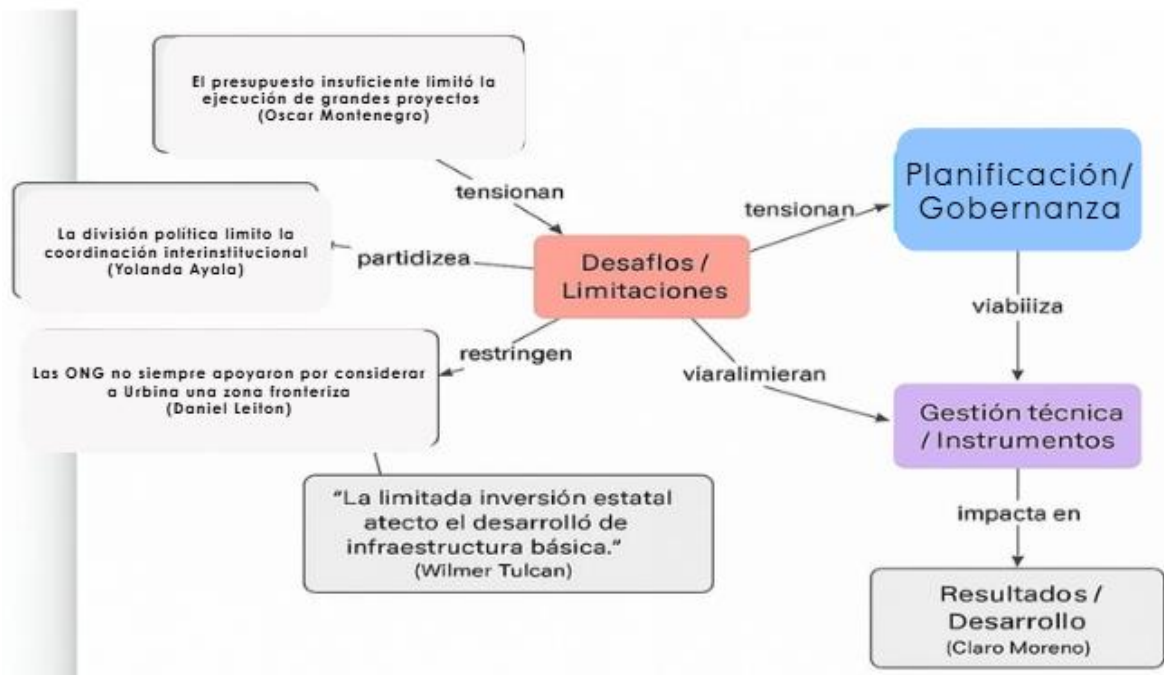 El presupuesto insuficiente limitó la
ejecución de grandes proyectos
(Oscar Montenegro)
tensionan
La división política limito la
coordinación interinstitucional
(Yolanda Ayala)
partidizea
Desaflos /
Limitaciones
tensionan
Planificación/
Gobernanza
viabiiiza
restringen
Las ONG no siempre apoyaron por considerar
a Urbina una zona fronteriza
(Daniel Leiton)
viaralimieran
Gestión técnica
/ Instrumentos
"La limitada inversión estatal
atecto el desarrolló de
infraestructura básica."
(Wilmer Tulcan)
impacta en
Resultados /
Desarrollo
(Claro Moreno)